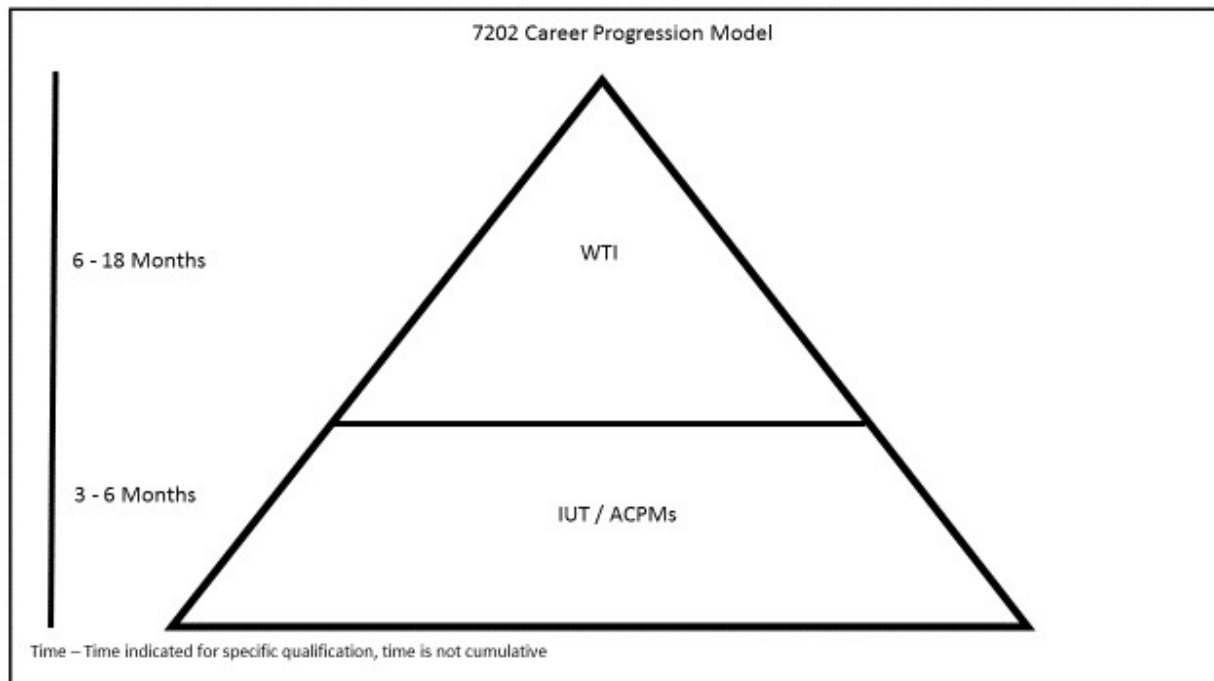 7202 Career Progression Model
WTI
6 - 18 Months
3 - 6 Months
IUT / ACPMs
Time – Time indicated for specific qualification, time is not cumulative